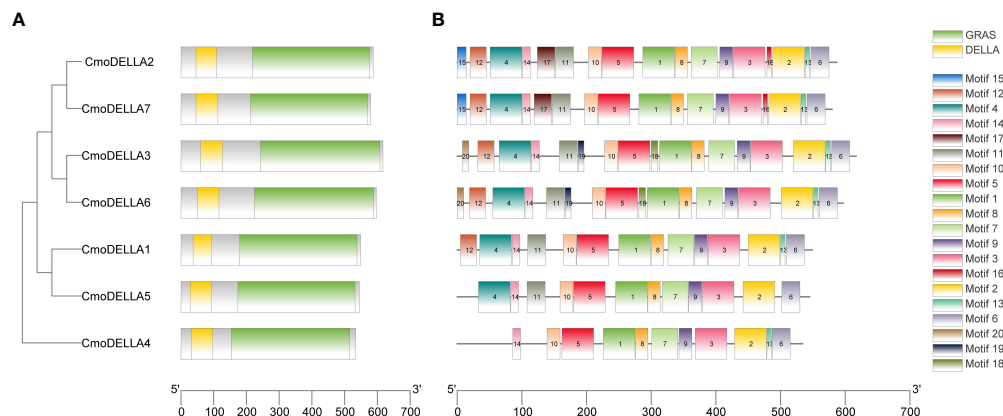 A
B
CmoDELLA2
CmoDELLA7
CmoDELLA3
CmoDELLA6
CmoDELLA1
CmoDELLA5
CmoDELLA4
5' 3'
0 100 200 300 400 500 600 700
15 12 4 14 17 11 10 5 1 8 7 9 3 16 2 13 6
15 12 4 14 17 11 10 5 1 8 7 9 3 16 2 13 6
20 12 4 14 11 19 10 5 18 1 8 7 9 3 2 13 6
20 12 4 14 11 19 10 5 18 1 8 7 9 3 2 13 6
12 4 14 11 10 5 1 8 7 9 3 2 13 6
4 14 11 10 5 1 8 7 9 3 2 6
14 10 5 1 8 7 9 3 2 13 6
5' 3'
0 100 200 300 400 500 600 700
GRAS
DELLA
Motif 15
Motif 12
Motif 4
Motif 14
Motif 17
Motif 11
Motif 10
Motif 5
Motif 1
Motif 8
Motif 7
Motif 9
Motif 3
Motif 16
Motif 2
Motif 13
Motif 6
Motif 20
Motif 19
Motif 18